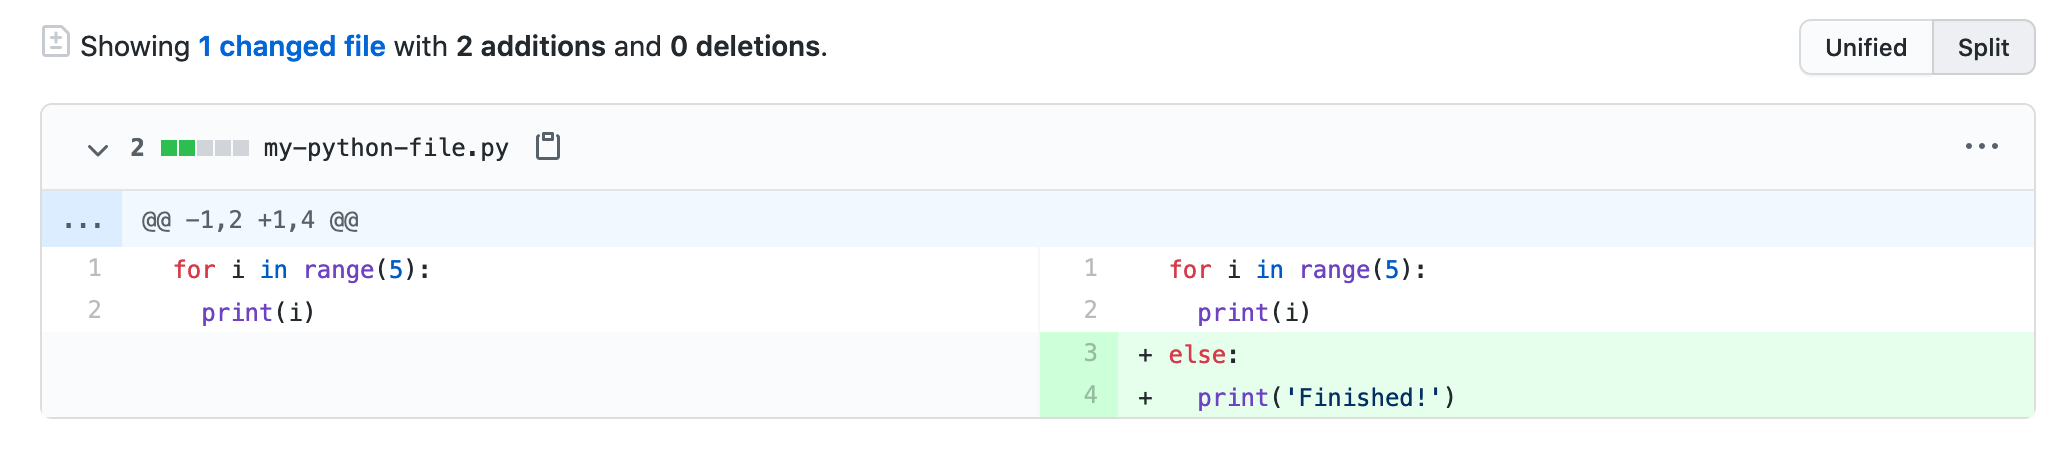 Showing 1 changed file with 2 additions and 0 deletions.
Unified Split
2 my-python-file.py
...
... @@ -1,2 +1,4 @@
1 for i in range(5):
2 print(i)
1 for i in range(5):
2 print(i)
3 + else:
4 + print('Finished!')